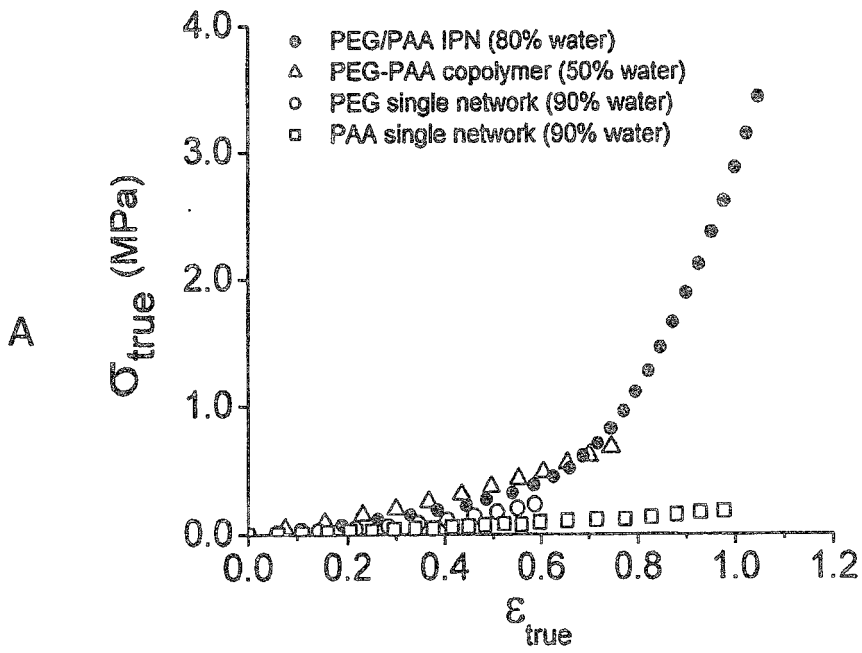 4.0
PEG/PAA IPN (80% water)
PEG-PAA copolymer (50% water)
PEG single network (90% water)
PAA single network (90% water)
3.0
2.0
1.0
0.0
σtrue (MPa)
A
0.0 0.2 0.4 0.6 0.8 1.0 1.2
εtrue